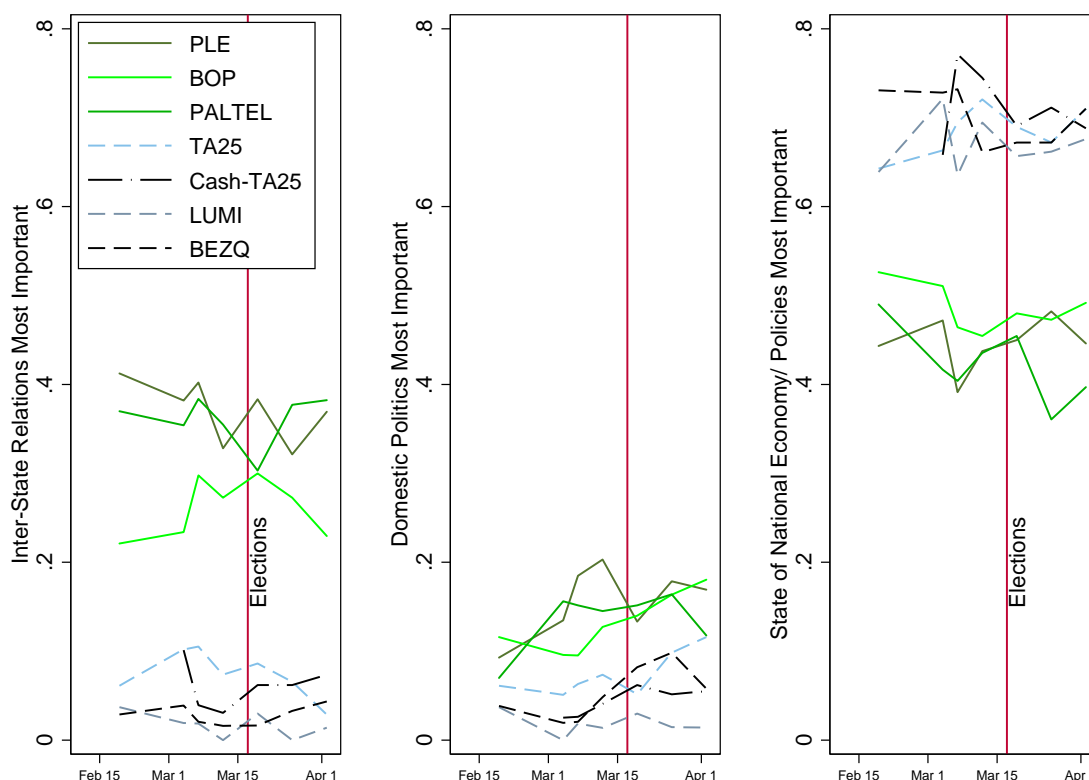 Inter-State Relations Most Important
.8
.6
.4
.2
0
PLE
BOP
PALTEL
TA25
Cash-TA25
LUMI
BEZQ
Elections
Feb 15
Mar 1
Mar 15
Apr 1
Domestic Politics Most Important
.8
.6
.4
.2
0
Feb 15
Mar 1
Mar 15
Apr 1
State of National Economy/ Policies Most Important
.8
.6
.4
.2
0
Elections
Feb 15
Mar 1
Mar 15
Apr 1